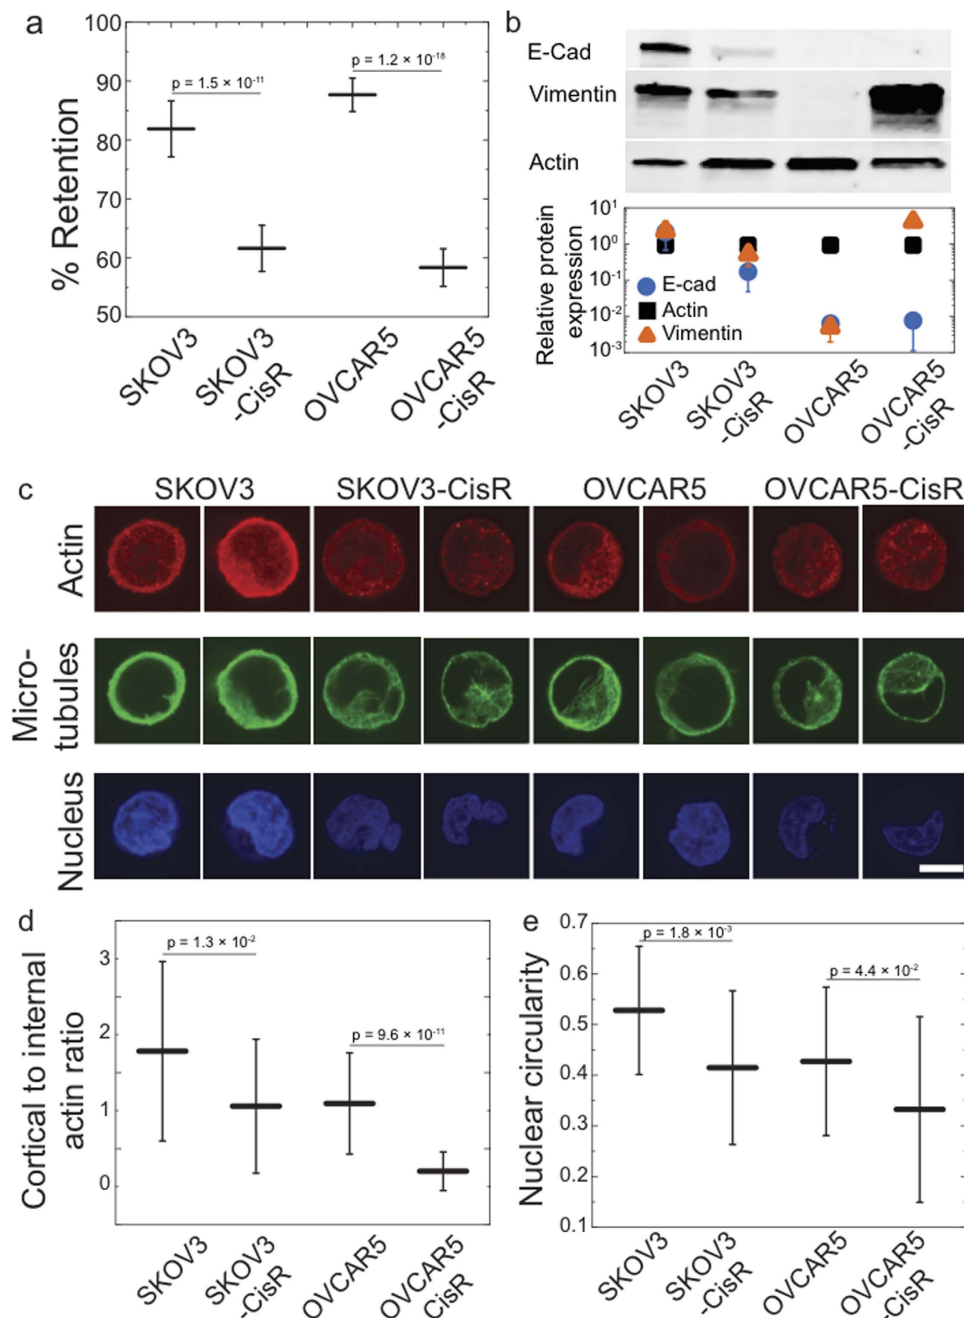 a
100
90
80
70
60
50
% Retention
p = 1.5 × 10⁻¹¹
p = 1.2 × 10⁻¹⁸
SKOV3
SKOV3
-CisR
OVCAR5
OVCAR5
-CisR
b
E-Cad
Vimentin
Actin
Relative protein
expression
10¹
10⁰
10⁻¹
10⁻²
10⁻³
E-cad
Actin
Vimentin
SKOV3
SKOV3
-CisR
OVCAR5
OVCAR5
-CisR
c
SKOV3
SKOV3-CisR
OVCAR5
OVCAR5-CisR
Actin
Micro-
tubules
Nucleus
d
Cortical to internal
actin ratio
3
2
1
0
p = 1.3 × 10⁻²
p = 9.6 × 10⁻¹¹
SKOV3
SKOV3
-CisR
OVCAR5
OVCAR5
-CisR
e
Nuclear circularity
0.7
0.6
0.5
0.4
0.3
0.2
0.1
p = 1.8 × 10⁻³
p = 4.4 × 10⁻²
SKOV3
SKOV3
-CisR
OVCAR5
OVCAR5
-CisR